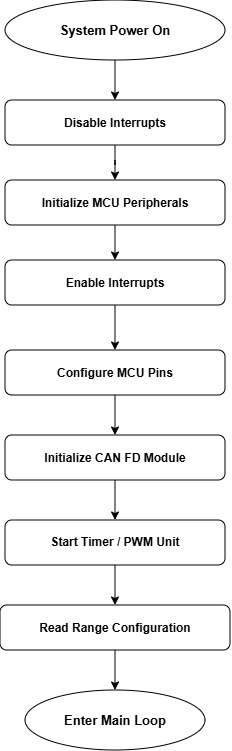 System Power On
Disable Interrupts
Initialize MCU Peripherals
Enable Interrupts
Configure MCU Pins
Initialize CAN FD Module
Start Timer / PWM Unit
Read Range Configuration
Enter Main Loop